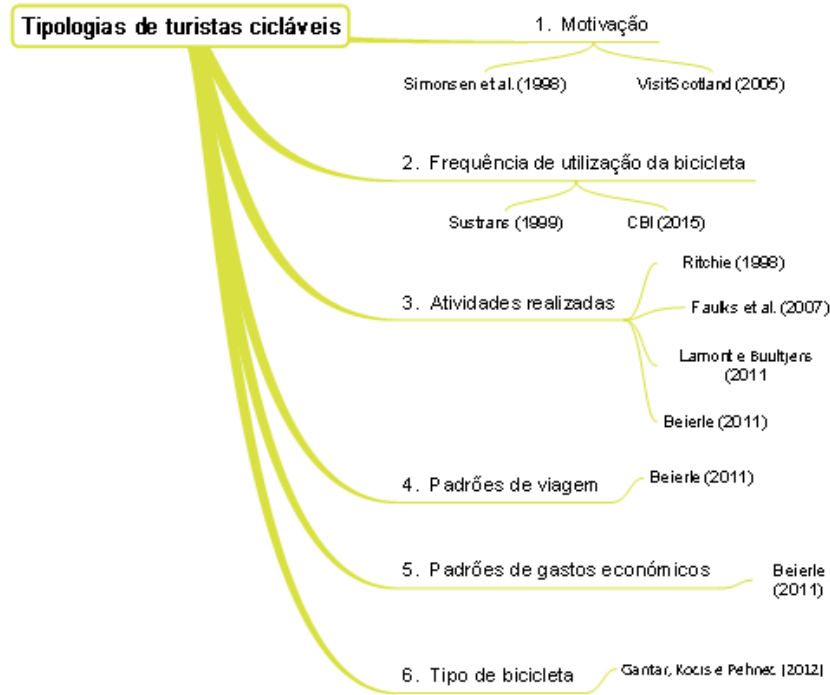 Tipologias de turistas cicláveis
1. Motivação
Simonsen et al.(1998)
VisitScotland (2005)
2. Frequência de utilização da bicicleta
Sustrans (1999)
CBI (2015)
3. Atividades realizadas
Ritchie (1998)
Faulks et al. (2007)
Lamont e Buultjens
(2011
Beierle (2011)
4. Padrões de viagem
Beierle (2011)
5. Padrões de gastos económicos
Beierle
(2011)
6. Tipo de bicicleta
Gantar, Kocis e Pehnec (2012)